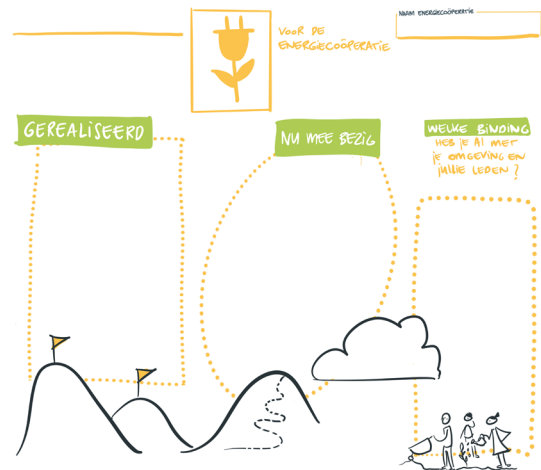 VOOR DE
ENERGIECOÖPERATIE
NAAM ENERGIECOÖPERATIE
GEREALISEERD
NU MEE BEZIG
WELKE BINDING
HEB JE AL MET
JE OMGEVING EN
JULLIE LEDEN?